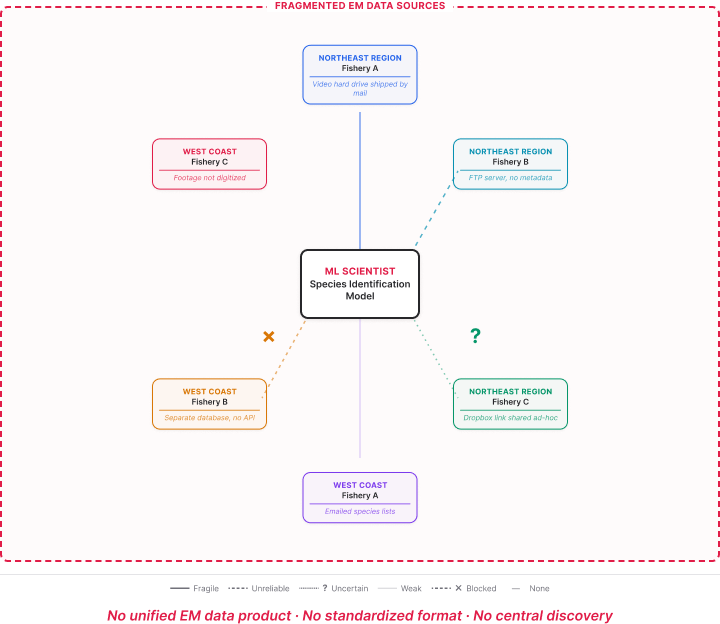 FRAGMENTED EM DATA SOURCES
NORTHEAST REGION
Fishery A
Video hard drive shipped by
mail
WEST COAST
Fishery C
Footage not digitized
NORTHEAST REGION
Fishery B
FTP server, no metadata
ML SCIENTIST
Species Identification
Model
×
?
WEST COAST
Fishery B
Separate database, no API
NORTHEAST REGION
Fishery C
Dropbox link shared ad-hoc
WEST COAST
Fishery A
Emailed species lists
Fragile Unreliable ? Uncertain Weak × Blocked — None
No unified EM data product · No standardized format · No central discovery